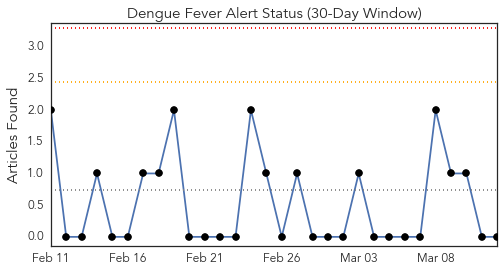 Dengue Fever Alert Status (30-Day Window)
Articles Found
3.0
2.5
2.0
1.5
1.0
0.5
0.0
Feb 11 Feb 16 Feb 21 Feb 26 Mar 03 Mar 08